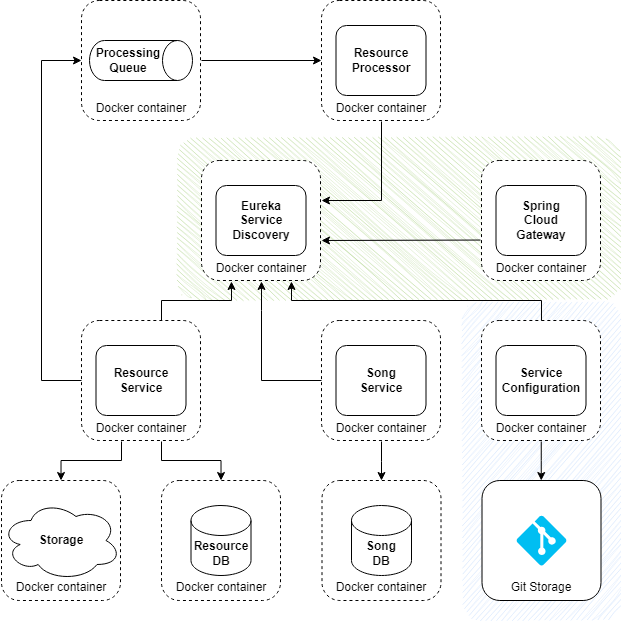 Processing
Queue
Docker container
Resource
Processor
Docker container
Eureka
Service
Discovery
Docker container
Spring
Cloud
Gateway
Docker container
Resource
Service
Docker container
Song
Service
Docker container
Service
Configuration
Docker container
Storage
Docker container
Resource
DB
Docker container
Song
DB
Docker container
Git Storage